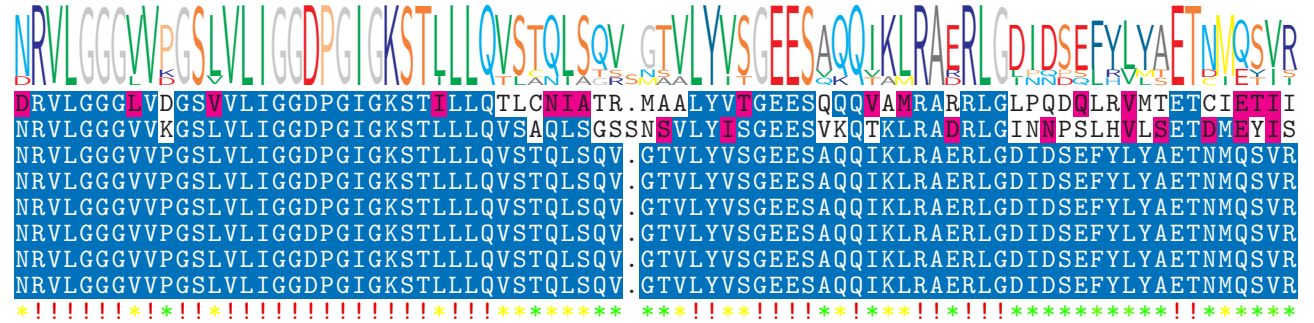 NRVLGGGVVPGSLVLIGGDPGIGKSTLLLQVSTQLSQV GTVLYVSGEESAQQIKLRAERLGDIDSEFYLYAETNMQSVR
DRVLGGGLVDGSVVLIGGDPGIGKSTILLQTLCNIATR.MAALYVTGEESQQQVAMRARRLGLPQDQLRVMTETCIETII
NRVLGGGVVKGSLVLIGGDPGIGKSTLLLQVSAQLSGSSNSVLYISGEESVKQTKLRADRLGINNPSLHVLSETDMEYIS
NRVLGGGVVPGSLVLIGGDPGIGKSTLLLQVSTQLSQV.GTVLYVSGEESAQQIKLRAERLGDIDSEFYLYAETNMQSVR
NRVLGGGVVPGSLVLIGGDPGIGKSTLLLQVSTQLSQV.GTVLYVSGEESAQQIKLRAERLGDIDSEFYLYAETNMQSVR
NRVLGGGVVPGSLVLIGGDPGIGKSTLLLQVSTQLSQV.GTVLYVSGEESAQQIKLRAERLGDIDSEFYLYAETNMQSVR
NRVLGGGVVPGSLVLIGGDPGIGKSTLLLQVSTQLSQV.GTVLYVSGEESAQQIKLRAERLGDIDSEFYLYAETNMQSVR
NRVLGGGVVPGSLVLIGGDPGIGKSTLLLQVSTQLSQV.GTVLYVSGEESAQQIKLRAERLGDIDSEFYLYAETNMQSVR
NRVLGGGVVPGSLVLIGGDPGIGKSTLLLQVSTQLSQV.GTVLYVSGEESAQQIKLRAERLGDIDSEFYLYAETNMQSVR
*!!!!!!*!*!!*!!!!!!!!!!!!!*!!!******** ***!!**!!!!**!***!!*!!!**********!!******